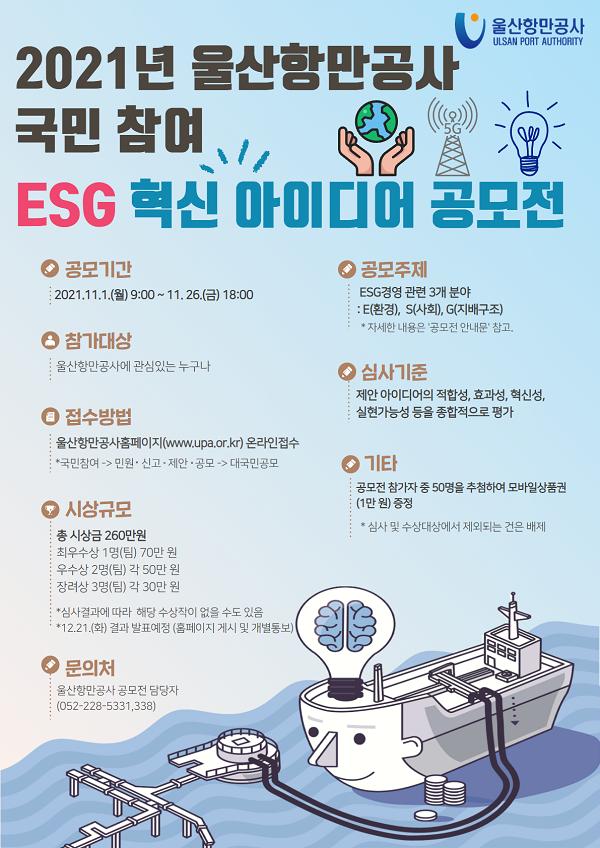 울산항만공사
ULSAN PORT AUTHORITY
2021년 울산항만공사
국민 참여
5G
ESG 혁신 아이디어 공모전
공모기간
2021.11.1.(월) 9:00 ~ 11. 26.(금) 18:00
참가대상
울산항만공사에 관심있는 누구나
접수방법
울산항만공사홈페이지(www.upa.or.kr) 온라인접수
*국민참여 -> 민원·신고·제안·공모 -> 대국민공모
시상규모
총 시상금 260만원
최우수상 1명(팀) 70만 원
우수상 2명(팀) 각 50만 원
장려상 3명(팀) 각 30만 원
*심사결과에 따라 해당 수상작이 없을 수도 있음
*12.21.(화) 결과 발표예정 (홈페이지 게시 및 개별통보)
문의처
울산항만공사 공모전 담당자
(052-228-5331,338)
공모주제
ESG경영 관련 3개 분야
: E(환경), S(사회), G(지배구조)
* 자세한 내용은 '공모전 안내문' 참고.
심사기준
제안 아이디어의 적합성, 효과성, 혁신성,
실현가능성 등을 종합적으로 평가
기타
공모전 참가자 중 50명을 추첨하여 모바일상품권
(1만 원) 증정
* 심사 및 수상대상에서 제외되는 건은 배제